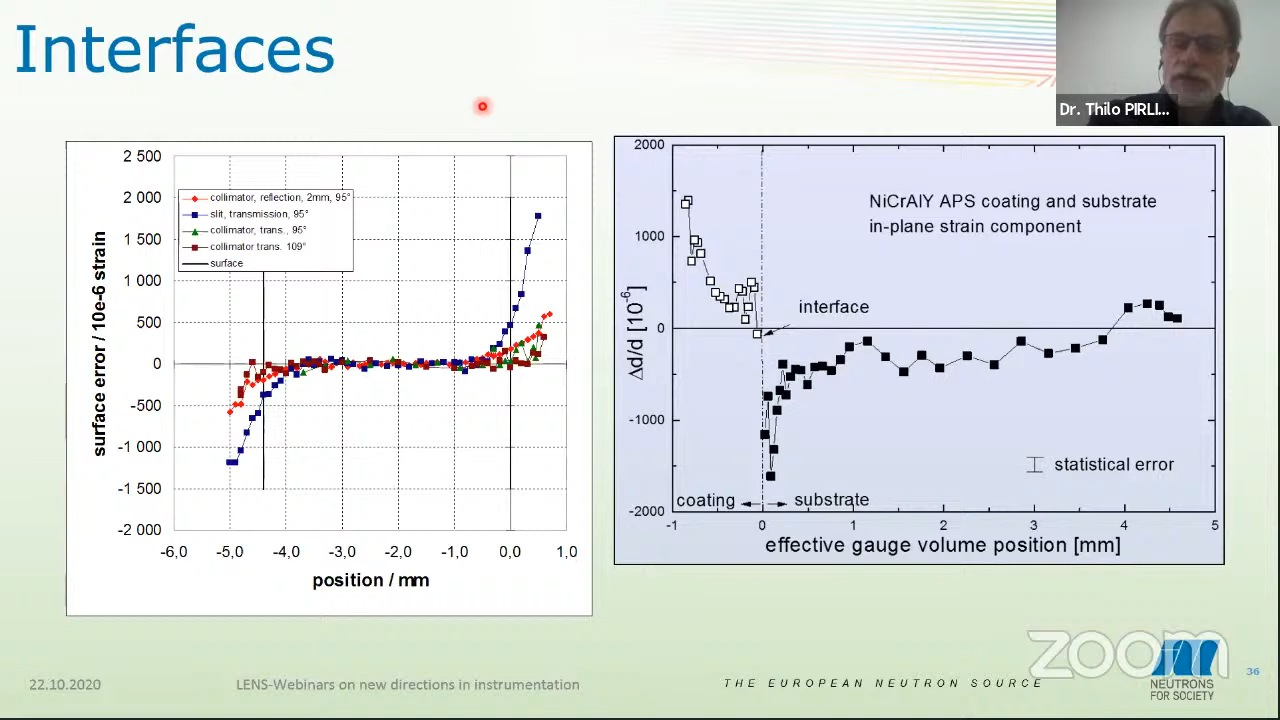 Interfaces
Dr. Thilo PIRLI...
2 500
2 000
1 500
1 000
500
0
-500
-1 000
-1 500
-2 000
surface error / 10e-6 strain
collimator, reflection, 2mm, 95°
slit, transmission, 95°
collimator, trans., 95°
collimator trans. 109°
surface
-6,0 -5,0 -4,0 -3,0 -2,0 -1,0 0,0 1,0
position / mm
2000
1000
0
-1000
-2000
Δd/d [10⁻⁶]
NiCrAlY APS coating and substrate
in-plane strain component
interface
statistical error
coating substrate
-1 0 1 2 3 4 5
effective gauge volume position [mm]
zoom
22.10.2020 LENS-Webinars on new directions in instrumentation THE EUROPEAN NEUTRON SOURCE
NEUTRONS
FOR SOCIETY
36